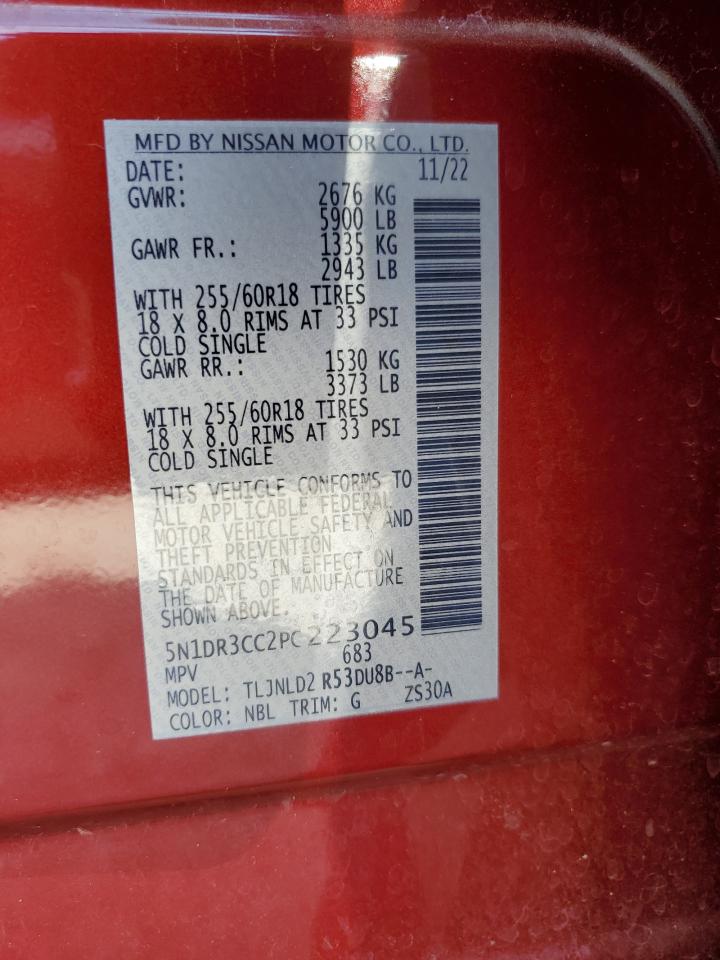 MFD BY NISSAN MOTOR CO., LTD.
DATE: 11/22
GVWR: 2676 KG
5900 LB
GAWR FR.: 1335 KG
2943 LB
WITH 255/60R18 TIRES
18 X 8.0 RIMS AT 33 PSI
COLD SINGLE
GAWR RR.: 1530 KG
3373 LB
WITH 255/60R18 TIRES
18 X 8.0 RIMS AT 33 PSI
COLD SINGLE
THIS VEHICLE CONFORMS TO
ALL APPLICABLE FEDERAL
MOTOR VEHICLE SAFETY AND
THEFT PREVENTION
STANDARDS IN EFFECT ON
THE DATE OF MANUFACTURE
SHOWN ABOVE.
5N1DR3CC2PC223045
MPV 683
MODEL: TLJNLD2 R53DU8B--A-
COLOR: NBL TRIM: G ZS30A